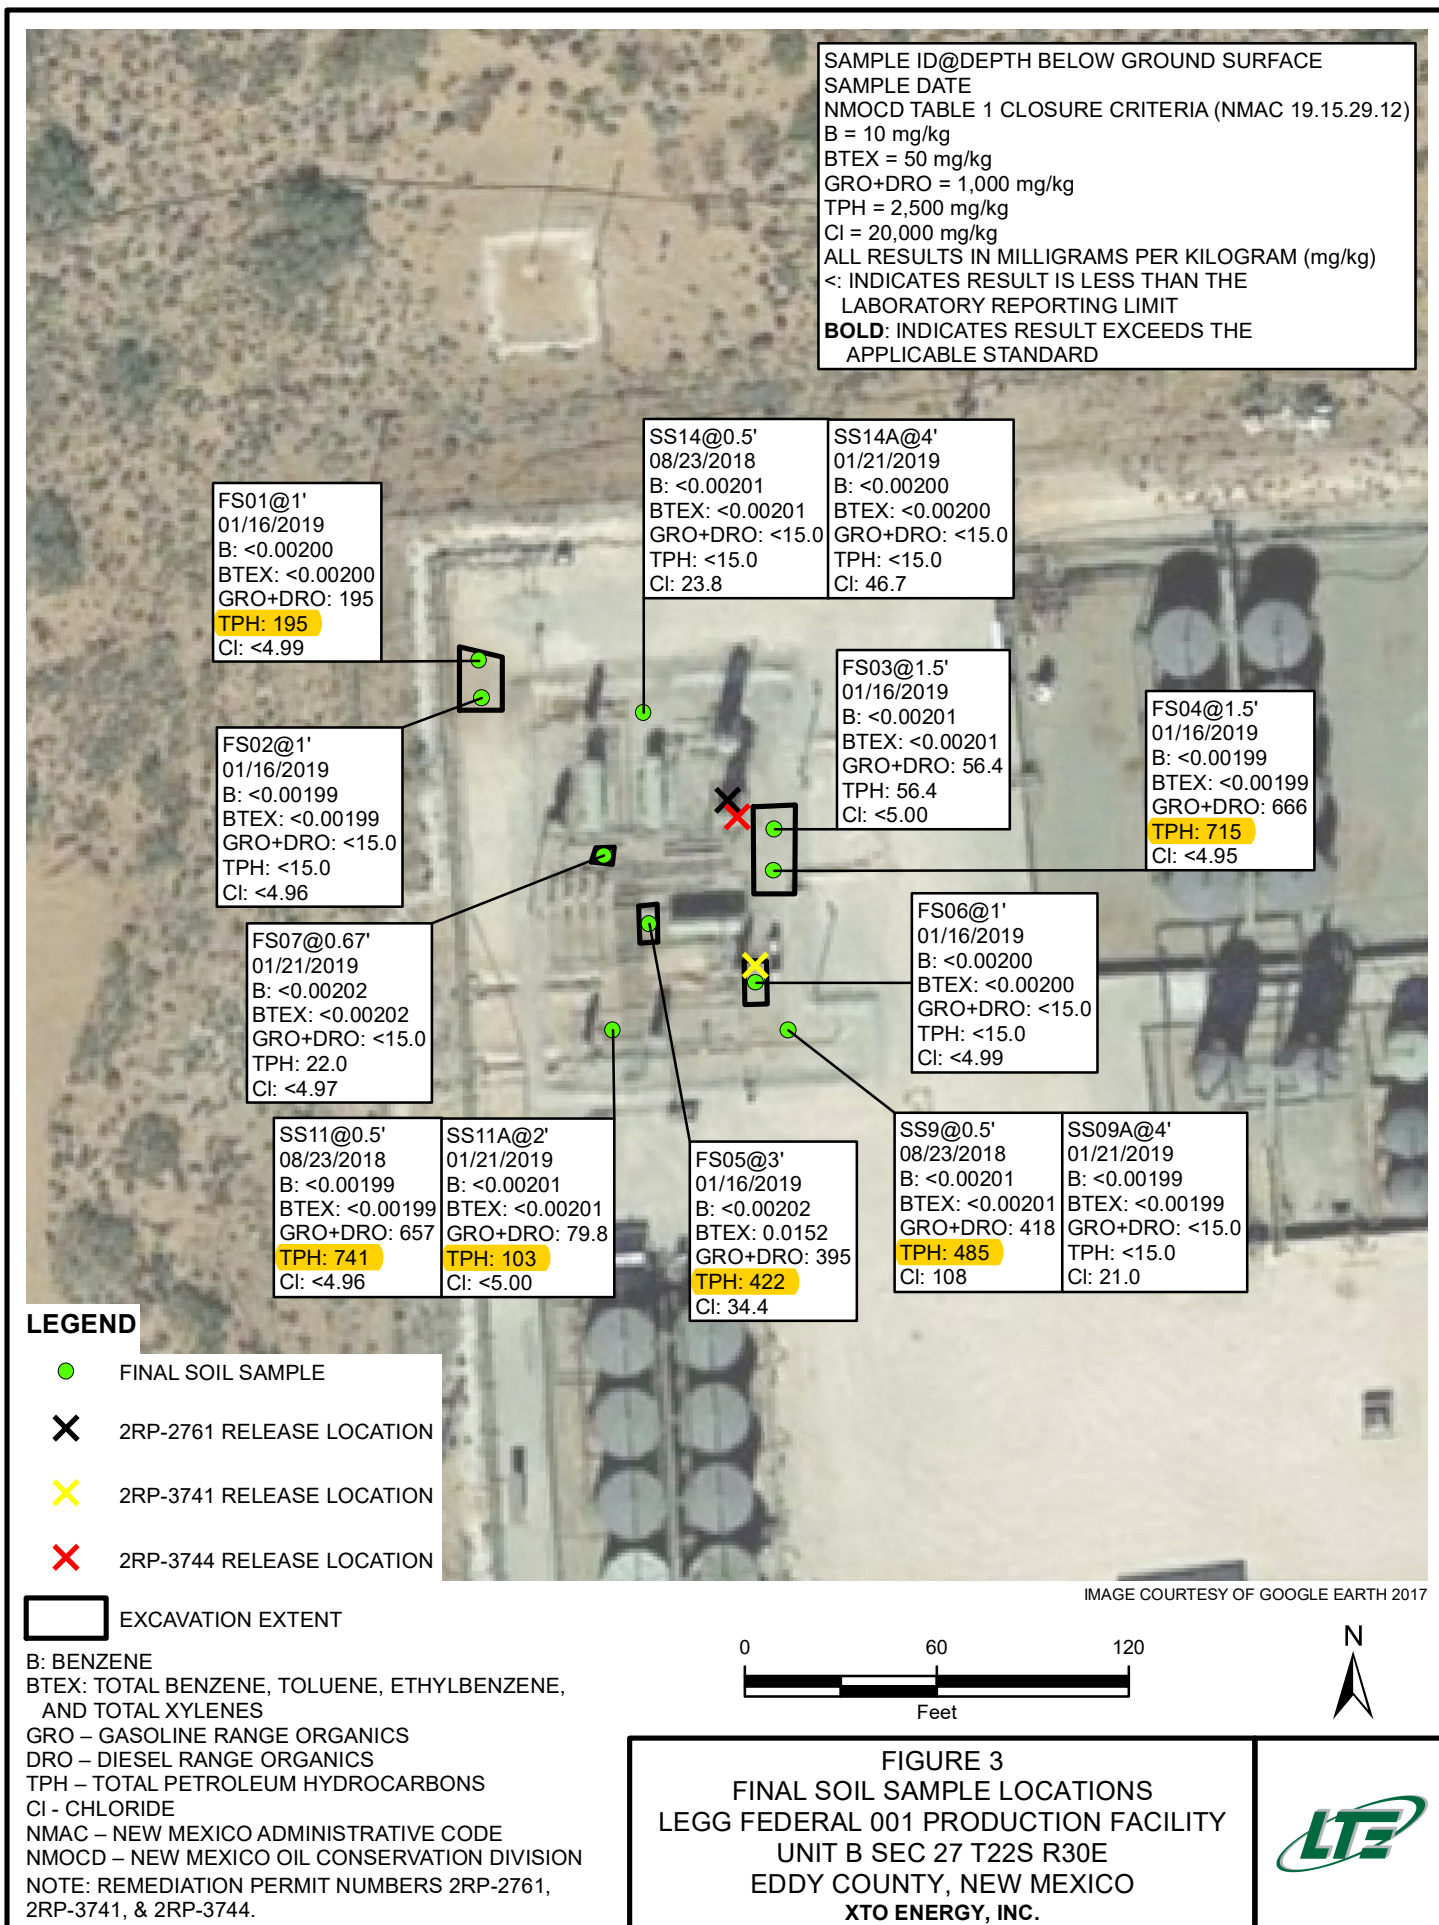 SAMPLE ID@DEPTH BELOW GROUND SURFACE
SAMPLE DATE
NMOCD TABLE 1 CLOSURE CRITERIA (NMAC 19.15.29.12)
B = 10 mg/kg
BTEX = 50 mg/kg
GRO+DRO = 1,000 mg/kg
TPH = 2,500 mg/kg
Cl = 20,000 mg/kg
ALL RESULTS IN MILLIGRAMS PER KILOGRAM (mg/kg)
<: INDICATES RESULT IS LESS THAN THE
LABORATORY REPORTING LIMIT
BOLD: INDICATES RESULT EXCEEDS THE
APPLICABLE STANDARD
SS14@0.5'
08/23/2018
B: <0.00201
BTEX: <0.00201
GRO+DRO: <15.0
TPH: <15.0
Cl: 23.8
SS14A@4'
01/21/2019
B: <0.00200
BTEX: <0.00200
GRO+DRO: <15.0
TPH: <15.0
Cl: 46.7
FS01@1'
01/16/2019
B: <0.00200
BTEX: <0.00200
GRO+DRO: 195
TPH: 195
Cl: <4.99
FS03@1.5'
01/16/2019
B: <0.00201
BTEX: <0.00201
GRO+DRO: 56.4
TPH: 56.4
Cl: <5.00
FS04@1.5'
01/16/2019
B: <0.00199
BTEX: <0.00199
GRO+DRO: 666
TPH: 715
Cl: <4.95
FS02@1'
01/16/2019
B: <0.00199
BTEX: <0.00199
GRO+DRO: <15.0
TPH: <15.0
Cl: <4.96
FS07@0.67'
01/21/2019
B: <0.00202
BTEX: <0.00202
GRO+DRO: <15.0
TPH: 22.0
Cl: <4.97
FS06@1'
01/16/2019
B: <0.00200
BTEX: <0.00200
GRO+DRO: <15.0
TPH: <15.0
Cl: <4.99
SS11@0.5'
08/23/2018
B: <0.00199
BTEX: <0.00199
GRO+DRO: 657
TPH: 741
Cl: <4.96
SS11A@2'
01/21/2019
B: <0.00201
BTEX: <0.00201
GRO+DRO: 79.8
TPH: 103
Cl: <5.00
FS05@3'
01/16/2019
B: <0.00202
BTEX: 0.0152
GRO+DRO: 395
TPH: 422
Cl: 34.4
SS9@0.5'
08/23/2018
B: <0.00201
BTEX: <0.00201
GRO+DRO: 418
TPH: 485
Cl: 108
SS09A@4'
01/21/2019
B: <0.00199
BTEX: <0.00199
GRO+DRO: <15.0
TPH: <15.0
Cl: 21.0
LEGEND
FINAL SOIL SAMPLE
2RP-2761 RELEASE LOCATION
2RP-3741 RELEASE LOCATION
2RP-3744 RELEASE LOCATION
EXCAVATION EXTENT
IMAGE COURTESY OF GOOGLE EARTH 2017
B: BENZENE
BTEX: TOTAL BENZENE, TOLUENE, ETHYLBENZENE,
AND TOTAL XYLENES
GRO – GASOLINE RANGE ORGANICS
DRO – DIESEL RANGE ORGANICS
TPH – TOTAL PETROLEUM HYDROCARBONS
Cl - CHLORIDE
NMAC – NEW MEXICO ADMINISTRATIVE CODE
NMOCD – NEW MEXICO OIL CONSERVATION DIVISION
NOTE: REMEDIATION PERMIT NUMBERS 2RP-2761,
2RP-3741, & 2RP-3744.
0 60 120
Feet
N
FIGURE 3
FINAL SOIL SAMPLE LOCATIONS
LEGG FEDERAL 001 PRODUCTION FACILITY
UNIT B SEC 27 T22S R30E
EDDY COUNTY, NEW MEXICO
XTO ENERGY, INC.
LTE